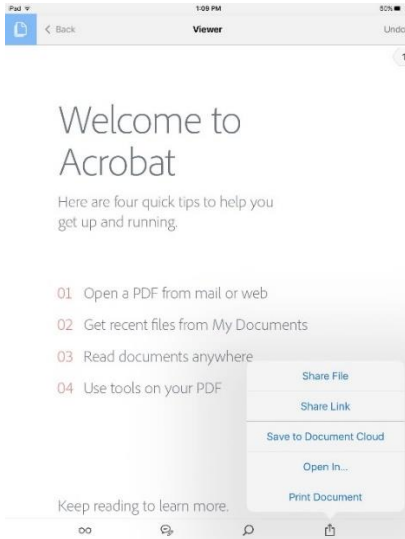 iPad 1:09 PM 50%
< Back Viewer Undo
1
Welcome to
Acrobat
Here are four quick tips to help you
get up and running.
01 Open a PDF from mail or web
02 Get recent files from My Documents
03 Read documents anywhere
04 Use tools on your PDF
Share File
Share Link
Save to Document Cloud
Open In...
Print Document
Keep reading to learn more.